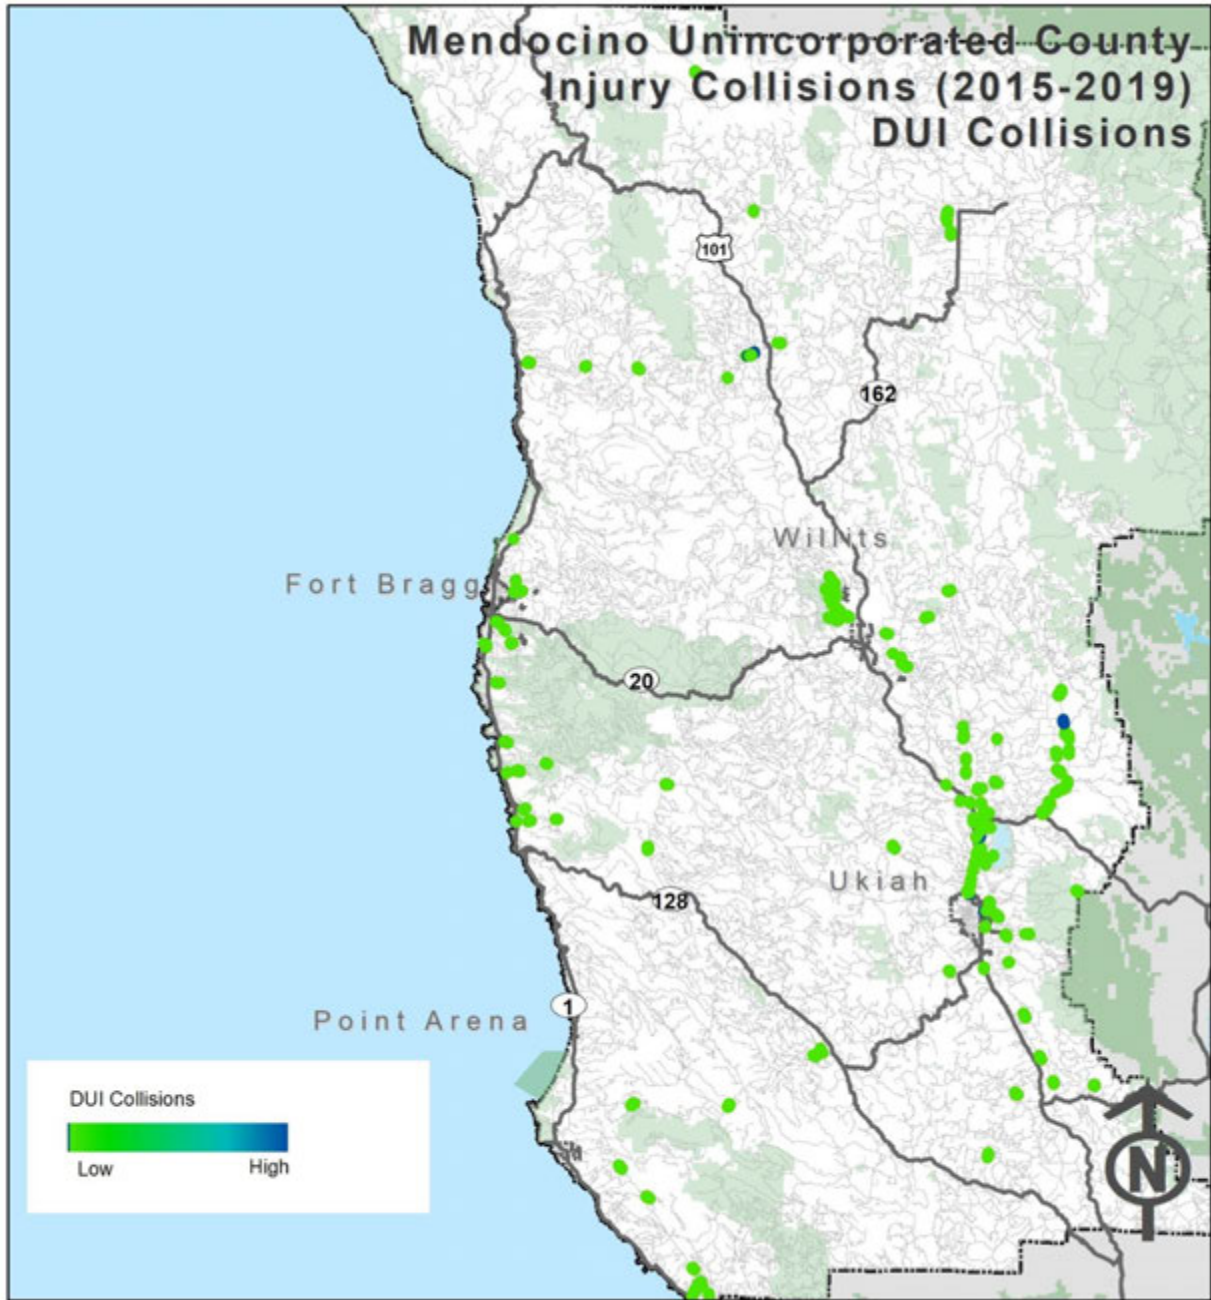 Mendocino Unincorporated County
Injury Collisions (2015-2019)
DUI Collisions
101
162
Willits
Fort Bragg
20
Ukiah
128
1
Point Arena
DUI Collisions
Low High
N